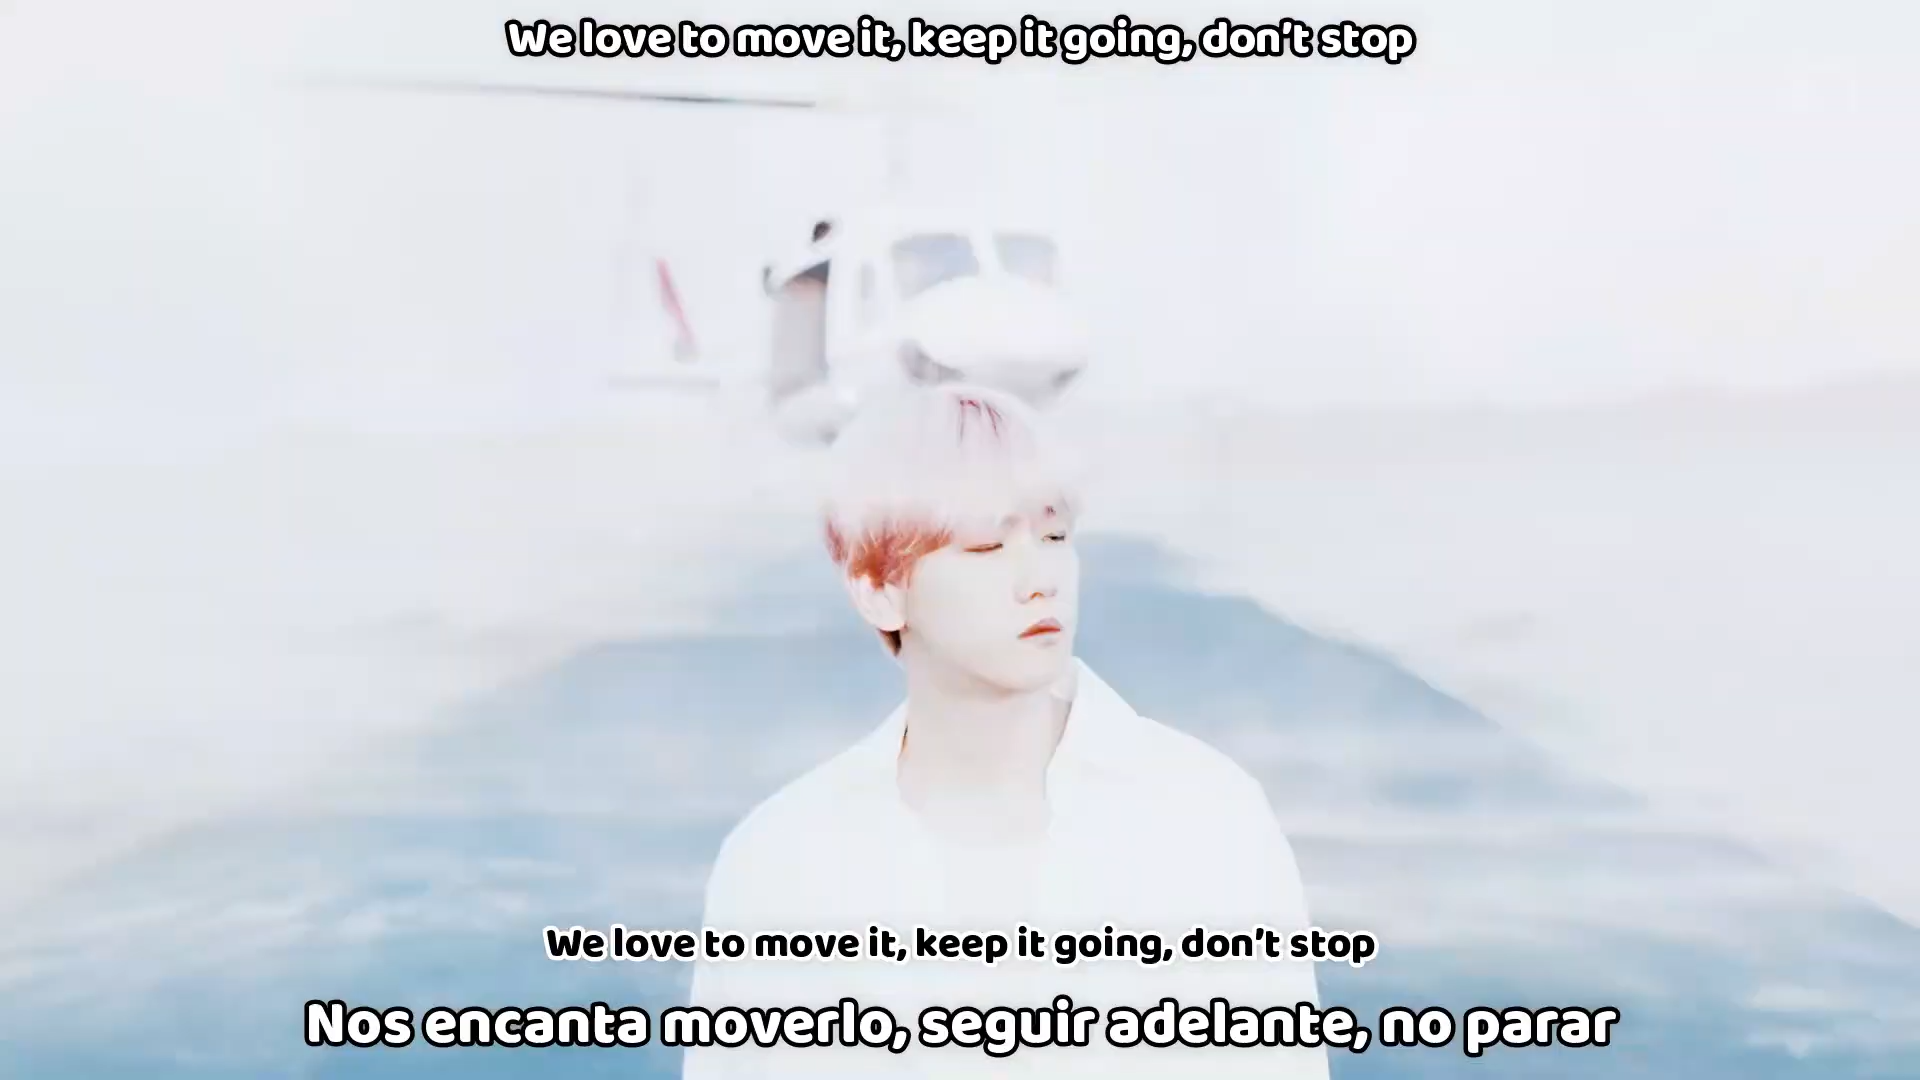 We love to move it, keep it going, don't stop
We love to move it, keep it going, don't stop
Nos encanta moverlo, seguir adelante, no parar